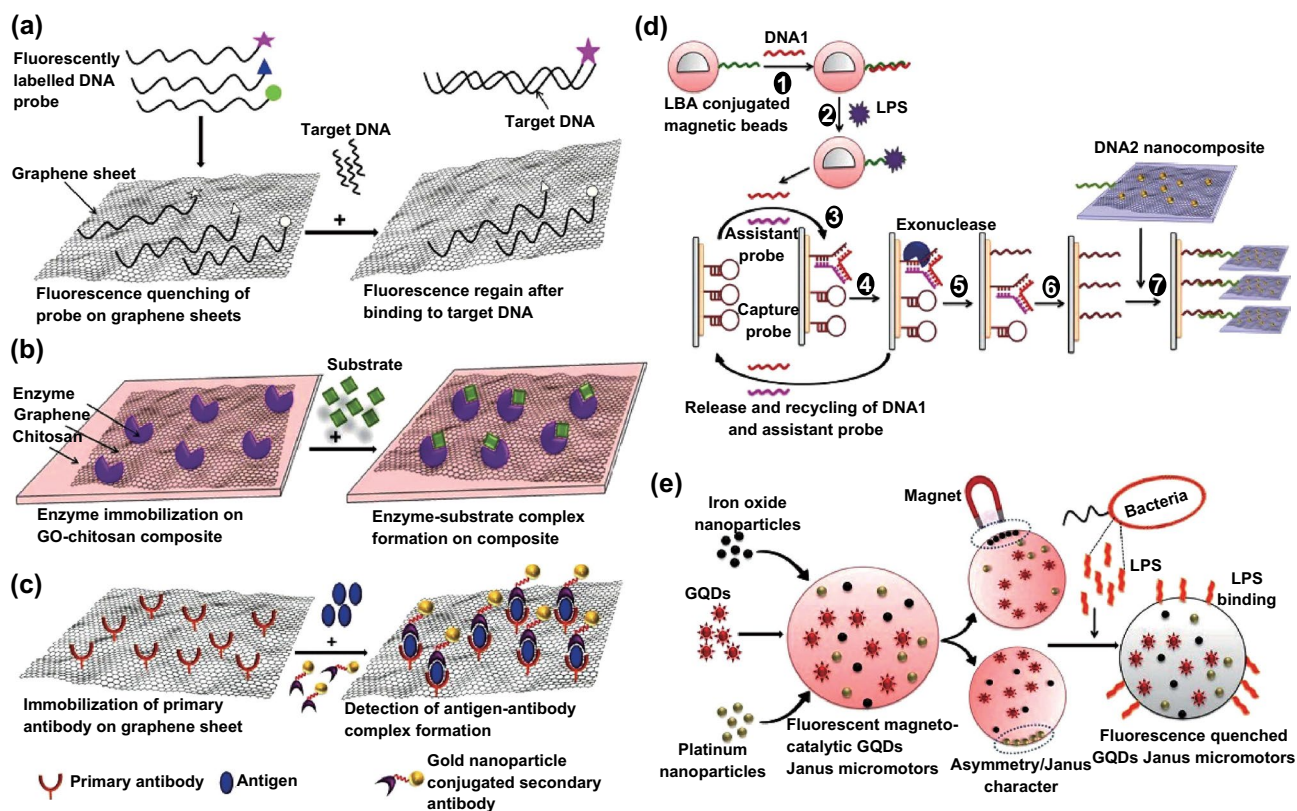 (a)
Fluorescently
labelled DNA
probe
Target DNA
Target DNA
Graphene sheet
+
Fluorescence quenching of
probe on graphene sheets
Fluorescence regain after
binding to target DNA
(b)
Substrate
Enzyme
Graphene
Chitosan
+
Enzyme immobilization on
GO-chitosan composite
Enzyme-substrate complex
formation on composite
(c)
+
Immobilization of primary
antibody on graphene sheet
Detection of antigen-antibody
complex formation
Primary antibody
Antigen
Gold nanoparticle
conjugated secondary
antibody
(d)
DNA1
1
LBA conjugated
magnetic beads
2
LPS
DNA2 nanocomposite
3
Assistant
probe
Exonuclease
4
5
6
7
Capture
probe
Release and recycling of DNA1
and assistant probe
(e)
Iron oxide
nanoparticles
Magnet
Bacteria
GQDs
LPS
LPS
binding
Platinum
nanoparticles
Fluorescent magneto-
catalytic GQDs
Janus micromotors
Asymmetry/Janus
character
Fluorescence quenched
GQDs Janus micromotors